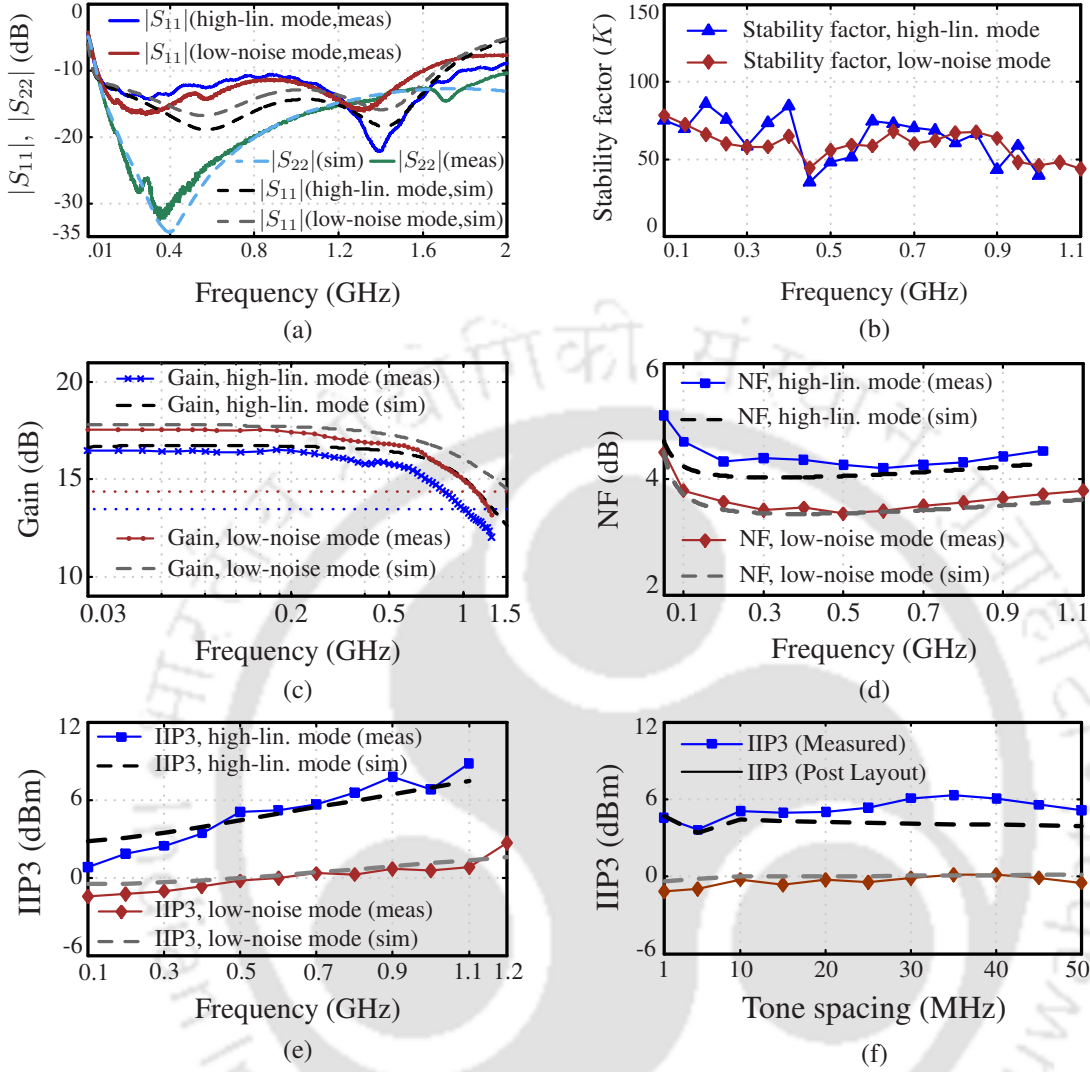 |S11|, |S22| (dB)
0
-10
-20
-30
-35
|S11|(high-lin. mode,meas)
|S11|(low-noise mode,meas)
|S22|(sim) |S22|(meas)
|S11|(high-lin. mode,sim)
|S11|(low-noise mode,sim)
.01 0.4 0.8 1.2 1.6 2
Frequency (GHz)
(a)
Stability factor (K)
150
100
50
0
Stability factor, high-lin. mode
Stability factor, low-noise mode
0.1 0.3 0.5 0.7 0.9 1.1
Frequency (GHz)
(b)
Gain (dB)
20
15
10
Gain, high-lin. mode (meas)
Gain, high-lin. mode (sim)
Gain, low-noise mode (meas)
Gain, low-noise mode (sim)
0.03 0.2 0.5 1 1.5
Frequency (GHz)
(c)
NF (dB)
6
4
2
NF, high-lin. mode (meas)
NF, high-lin. mode (sim)
NF, low-noise mode (meas)
NF, low-noise mode (sim)
0.1 0.3 0.5 0.7 0.9 1.1
Frequency (GHz)
(d)
IIP3 (dBm)
12
6
0
-6
IIP3, high-lin. mode (meas)
IIP3, high-lin. mode (sim)
IIP3, low-noise mode (meas)
IIP3, low-noise mode (sim)
0.1 0.3 0.5 0.7 0.9 1.1 1.2
Frequency (GHz)
(e)
IIP3 (dBm)
12
6
0
-6
IIP3 (Measured)
IIP3 (Post Layout)
1 10 20 30 40 50
Tone spacing (MHz)
(f)